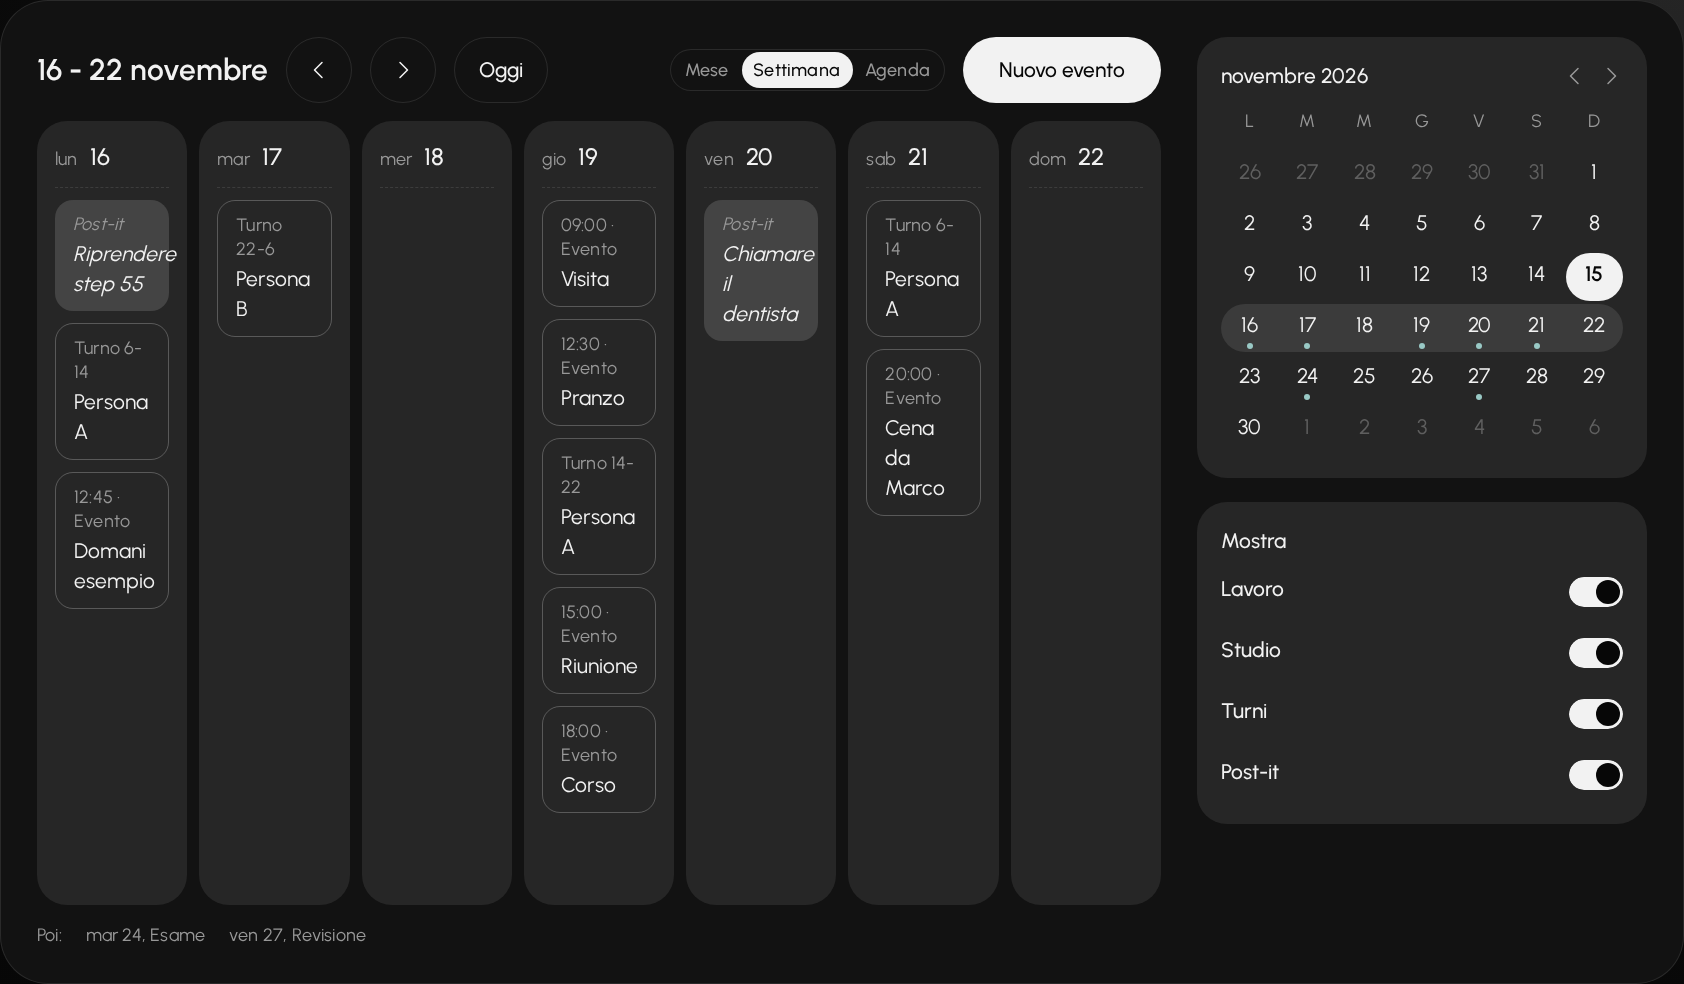 16 - 22 novembre
Oggi
Mese Settimana Agenda
Nuovo evento
lun 16
Post-it
Riprendere
step 55
Turno 6-
14
Persona
A
12:45 ·
Evento
Domani
esempio
mar 17
Turno
22-6
Persona
B
mer 18
gio 19
09:00 ·
Evento
Visita
12:30 ·
Evento
Pranzo
Turno 14-
22
Persona
A
15:00 ·
Evento
Riunione
18:00 ·
Evento
Corso
ven 20
Post-it
Chiamare
il
dentista
sab 21
Turno 6-
14
Persona
A
20:00 ·
Evento
Cena
da
Marco
dom 22
Poi: mar 24, Esame ven 27, Revisione
novembre 2026
L M M G V S D
26 27 28 29 30 31 1
2 3 4 5 6 7 8
9 10 11 12 13 14 15
16 17 18 19 20 21 22
23 24 25 26 27 28 29
30 1 2 3 4 5 6
Mostra
Lavoro
Studio
Turni
Post-it